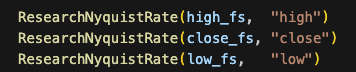 ResearchNyquistRate(high_fs,  "high")
ResearchNyquistRate(close_fs, "close")
ResearchNyquistRate(low_fs,   "low")